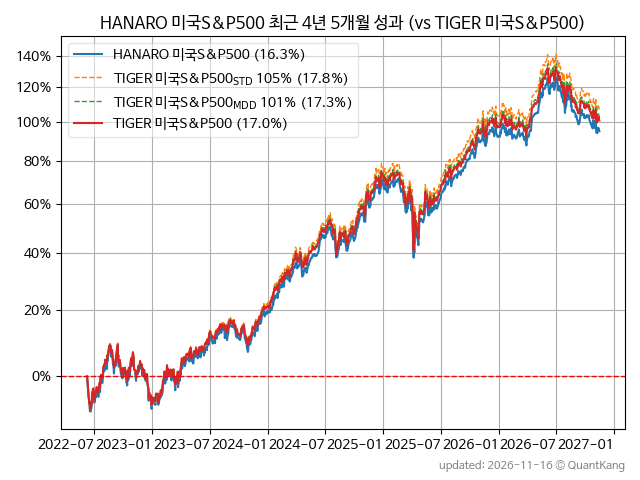 HANARO 미국S&P500 최근 4년 5개월 성과 (vs TIGER 미국S&P500)
HANARO 미국S&P500 (16.3%)
TIGER 미국S&P500STD 105% (17.8%)
TIGER 미국S&P500MDD 101% (17.3%)
TIGER 미국S&P500 (17.0%)
140%
120%
100%
80%
60%
40%
20%
0%
2022-07 2023-01 2023-07 2024-01 2024-07 2025-01 2025-07 2026-01 2026-07 2027-01
updated: 2026-11-16 © QuantKang